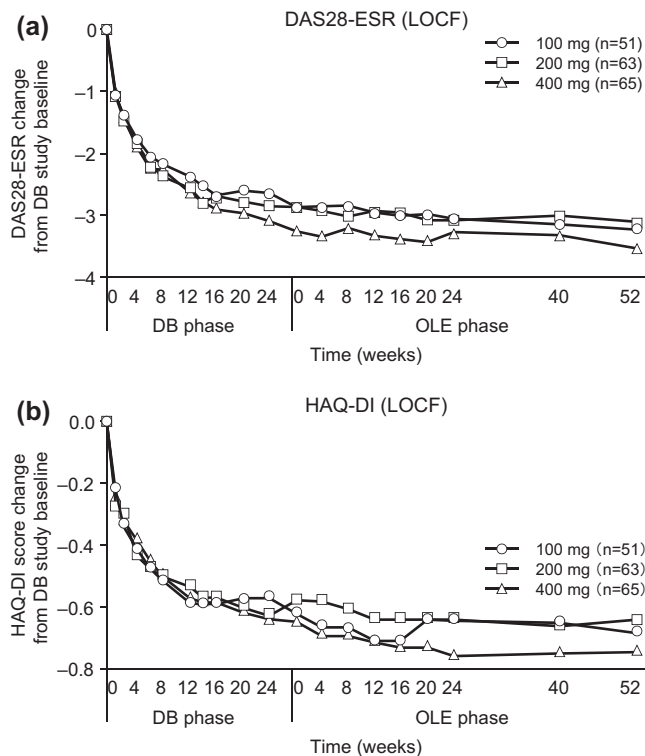 (a)
DAS28-ESR (LOCF)
100 mg (n=51)
200 mg (n=63)
400 mg (n=65)
DAS28-ESR change
from DB study baseline
0
–1
–2
–3
–4
0 4 8 12 16 20 24 0 4 8 12 16 20 24 40 52
DB phase OLE phase
Time (weeks)
(b)
HAQ-DI (LOCF)
100 mg (n=51)
200 mg (n=63)
400 mg (n=65)
HAQ-DI score change
from DB study baseline
0.0
–0.2
–0.4
–0.6
–0.8
0 4 8 12 16 20 24 0 4 8 12 16 20 24 40 52
DB phase OLE phase
Time (weeks)